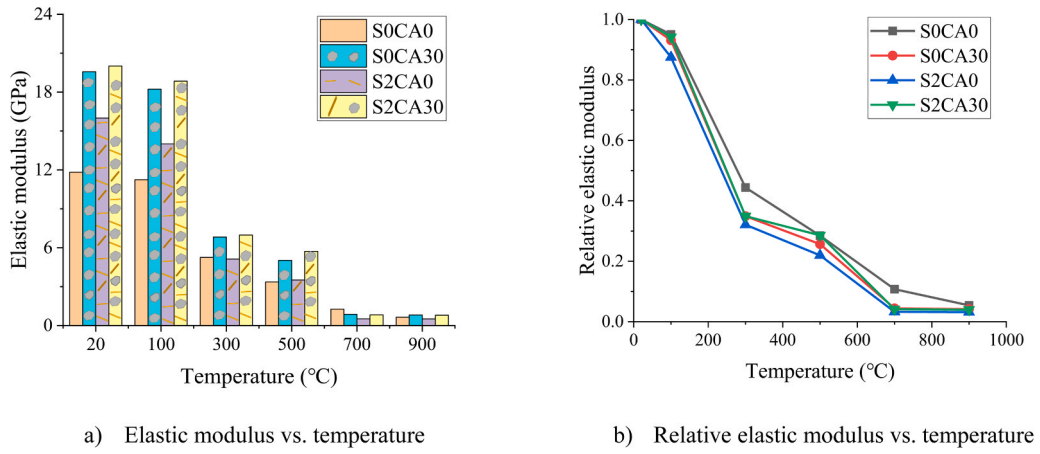 24
18
12
6
0
Elastic modulus (GPa)
S0CA0
S0CA30
S2CA0
S2CA30
20 100 300 500 700 900
Temperature (°C)
a) Elastic modulus vs. temperature
1.0
0.8
0.6
0.4
0.2
0.0
Relative elastic modulus
S0CA0
S0CA30
S2CA0
S2CA30
0 200 400 600 800 1000
Temperature (°C)
b) Relative elastic modulus vs. temperature